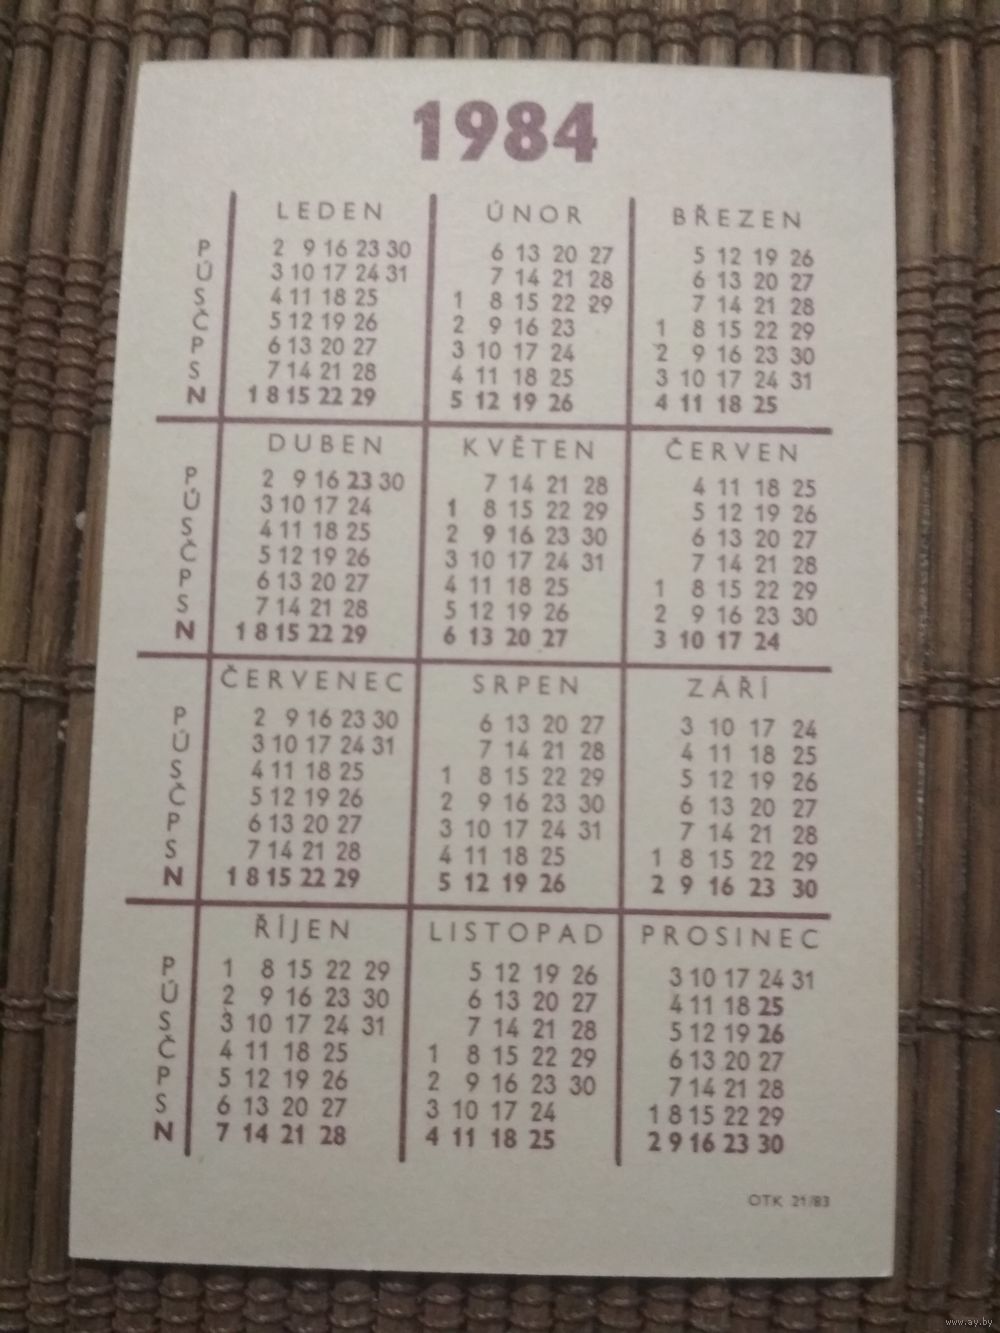 1984
LEDEN ÚNOR BŘEZEN
P 2 9 16 23 30 6 13 20 27 5 12 19 26
Ú 3 10 17 24 31 7 14 21 28 6 13 20 27
S 4 11 18 25 1 8 15 22 29 7 14 21 28
Č 5 12 19 26 2 9 16 23 1 8 15 22 29
P 6 13 20 27 3 10 17 24 2 9 16 23 30
S 7 14 21 28 4 11 18 25 3 10 17 24 31
N 1 8 15 22 29 5 12 19 26 4 11 18 25
DUBEN KVĚTEN ČERVEN
P 2 9 16 23 30 7 14 21 28 4 11 18 25
Ú 3 10 17 24 1 8 15 22 29 5 12 19 26
S 4 11 18 25 2 9 16 23 30 6 13 20 27
Č 5 12 19 26 3 10 17 24 31 7 14 21 28
P 6 13 20 27 4 11 18 25 1 8 15 22 29
S 7 14 21 28 5 12 19 26 2 9 16 23 30
N 1 8 15 22 29 6 13 20 27 3 10 17 24
ČERVENEC SRPEN ZÁŘÍ
P 2 9 16 23 30 6 13 20 27 3 10 17 24
Ú 3 10 17 24 31 7 14 21 28 4 11 18 25
S 4 11 18 25 1 8 15 22 29 5 12 19 26
Č 5 12 19 26 2 9 16 23 30 6 13 20 27
P 6 13 20 27 3 10 17 24 31 7 14 21 28
S 7 14 21 28 4 11 18 25 1 8 15 22 29
N 1 8 15 22 29 5 12 19 26 2 9 16 23 30
ŘÍJEN LISTOPAD PROSINEC
P 1 8 15 22 29 5 12 19 26 3 10 17 24 31
Ú 2 9 16 23 30 6 13 20 27 4 11 18 25
S 3 10 17 24 31 7 14 21 28 5 12 19 26
Č 4 11 18 25 1 8 15 22 29 6 13 20 27
P 5 12 19 26 2 9 16 23 30 7 14 21 28
S 6 13 20 27 3 10 17 24 1 8 15 22 29
N 7 14 21 28 4 11 18 25 2 9 16 23 30
OTK 21/83
www.ay.by